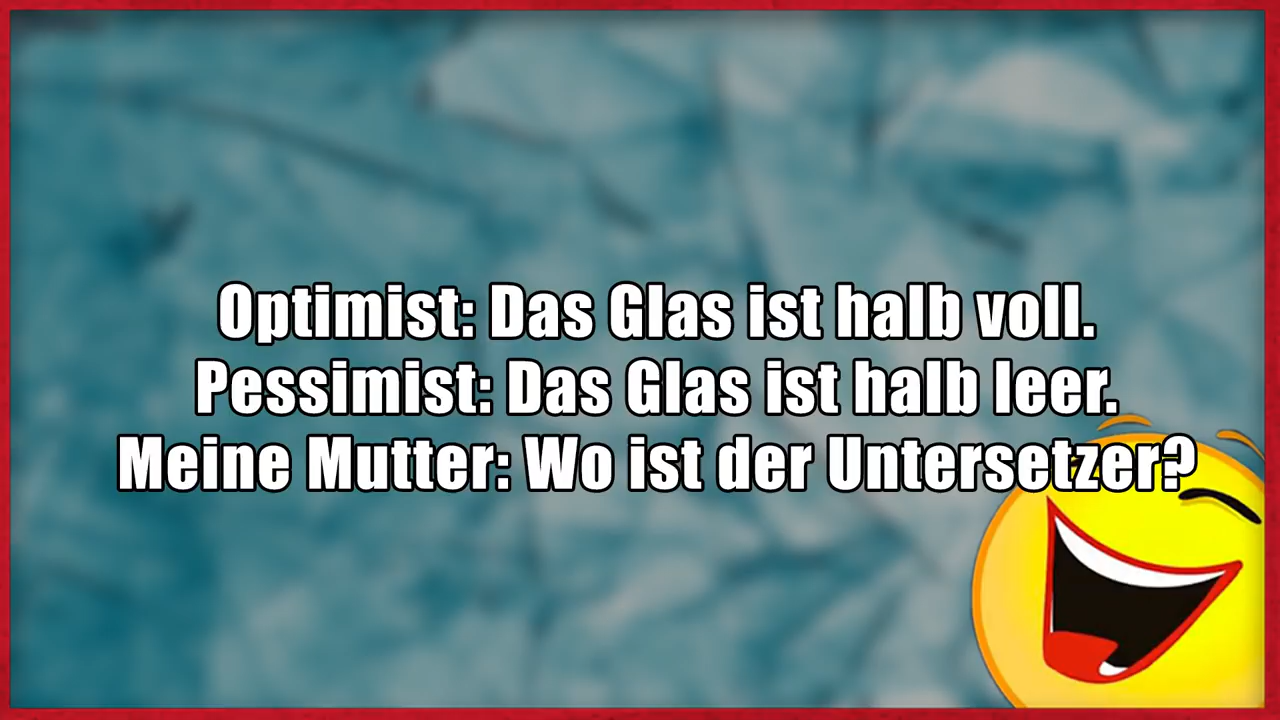 Optimist: Das Glas ist halb voll.
Pessimist: Das Glas ist halb leer.
Meine Mutter: Wo ist der Untersetzer?